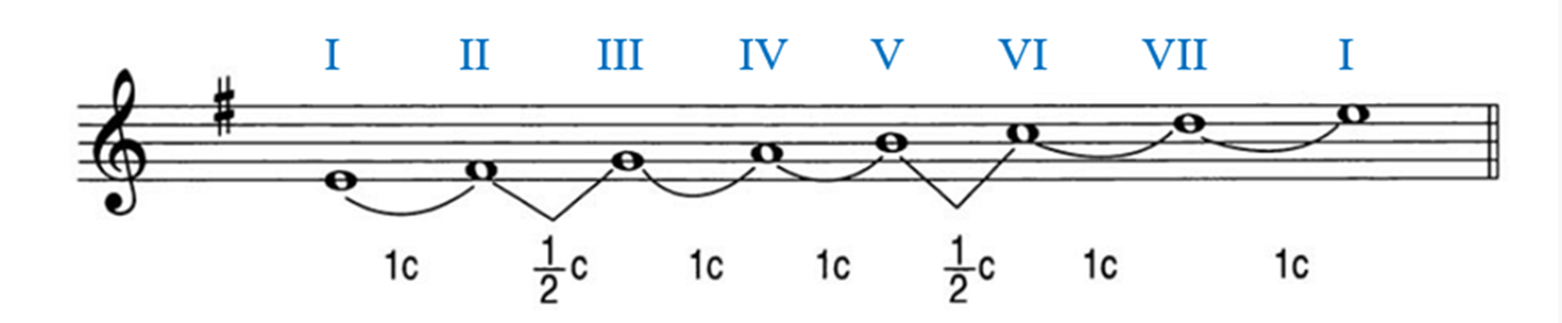 I II III IV V VI VII I
1c 1/2c 1c 1c 1/2c 1c 1c